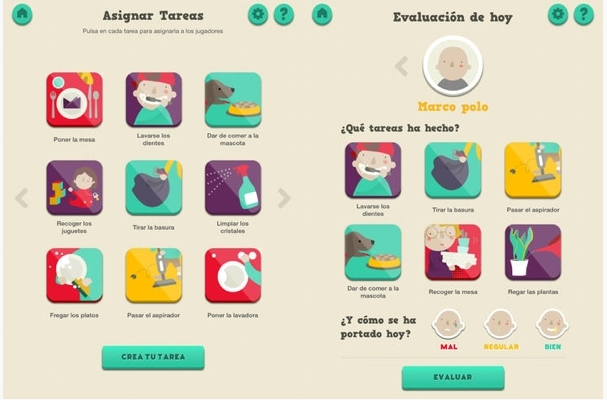 Asignar Tareas
Pulsa en cada tarea para asignarla a los jugadores
Poner la mesa
Lavarse los
dientes
Dar de comer a la
mascota
Recoger los
juguetes
Tirar la basura
Limpiar los
cristales
Fregar los platos
Pasar el aspirador
Poner la lavadora
CREA TU TAREA
?
Evaluación de hoy
?
Marco polo
¿Qué tareas ha hecho?
Lavarse los
dientes
Tirar la basura
Pasar el aspirador
Dar de comer a la
mascota
Recoger la mesa
Regar las plantas
¿Y cómo se ha
portado hoy?
MAL
REGULAR
BIEN
EVALUAR